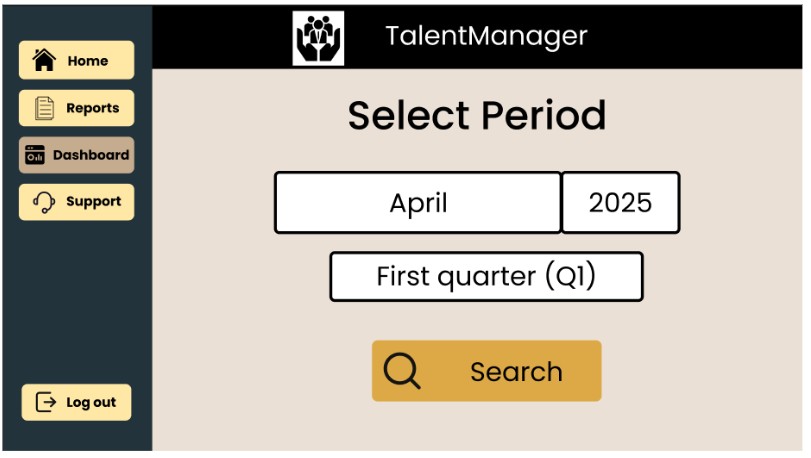 TalentManager
Home
Reports
Dashboard
Support
Log out
Select Period
April 2025
First quarter (Q1)
Search